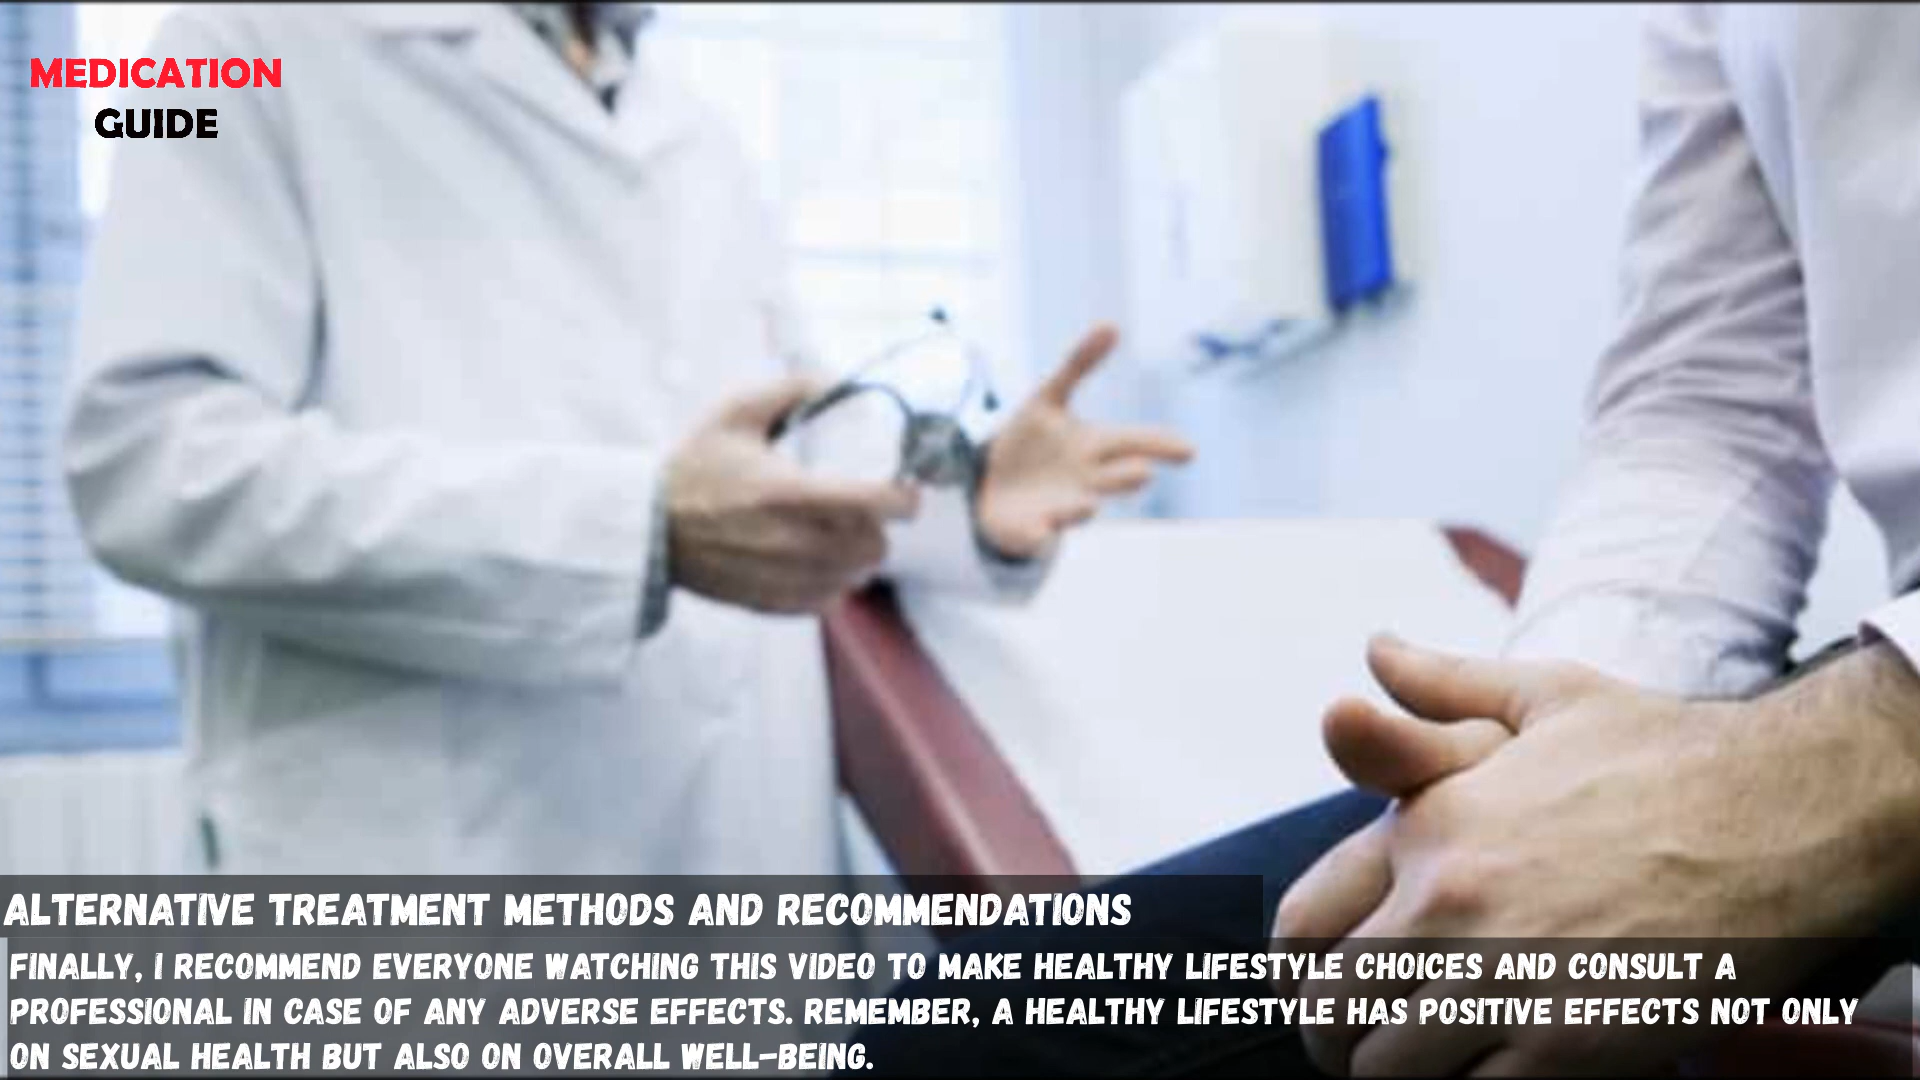 MEDICATION
GUIDE
ALTERNATIVE TREATMENT METHODS AND RECOMMENDATIONS
FINALLY, I RECOMMEND EVERYONE WATCHING THIS VIDEO TO MAKE HEALTHY LIFESTYLE CHOICES AND CONSULT A
PROFESSIONAL IN CASE OF ANY ADVERSE EFFECTS. REMEMBER, A HEALTHY LIFESTYLE HAS POSITIVE EFFECTS NOT ONLY
ON SEXUAL HEALTH BUT ALSO ON OVERALL WELL-BEING.